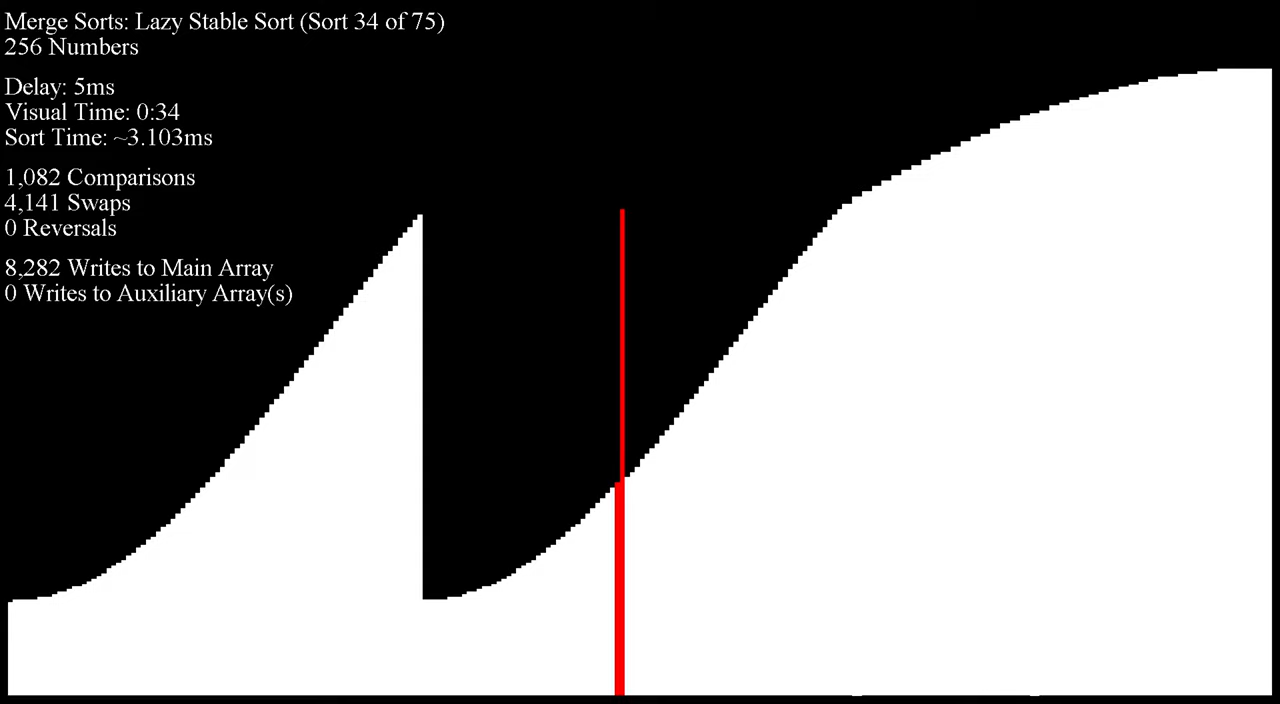 Merge Sorts: Lazy Stable Sort (Sort 34 of 75)
256 Numbers
Delay: 5ms
Visual Time: 0:34
Sort Time: ~3.103ms
1,082 Comparisons
4,141 Swaps
0 Reversals
8,282 Writes to Main Array
0 Writes to Auxiliary Array(s)